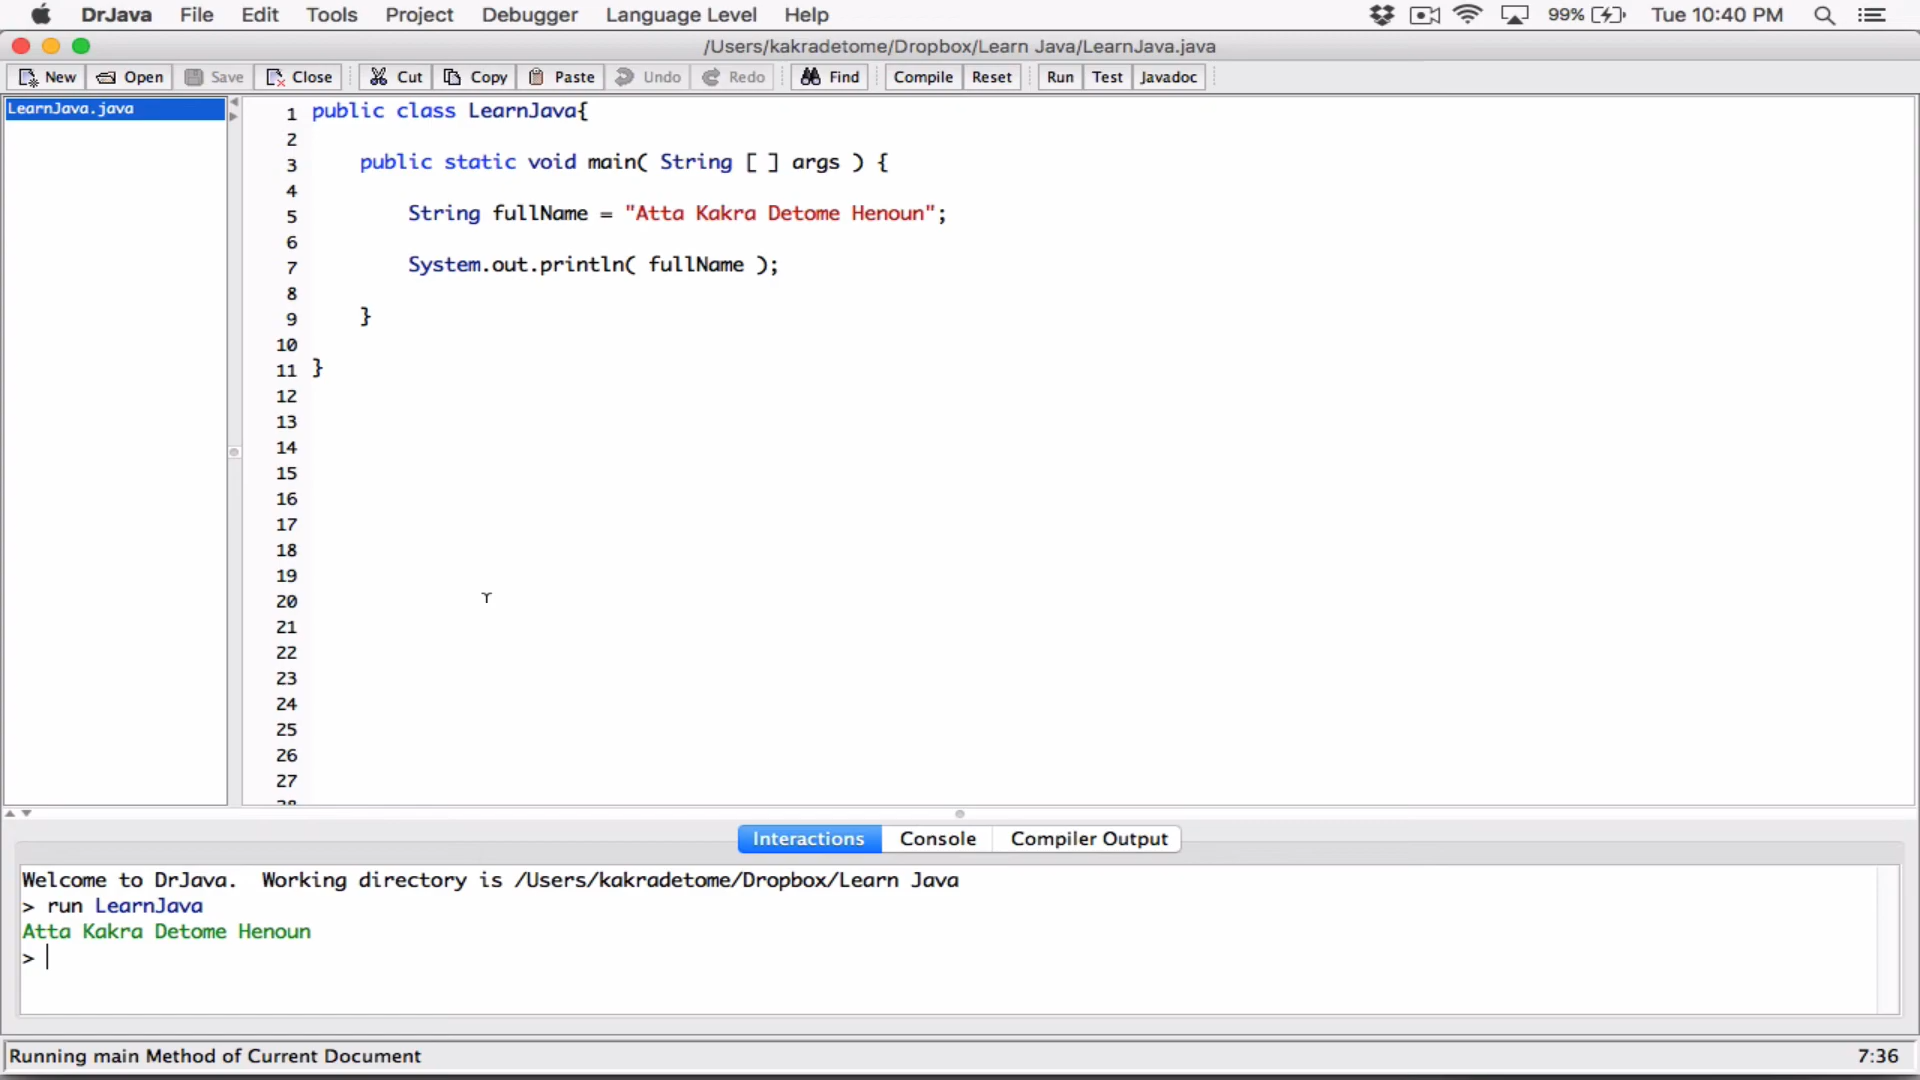 DrJava File Edit Tools Project Debugger Language Level Help 99% Tue 10:40 PM
/Users/kakradetome/Dropbox/Learn Java/LearnJava.java
New Open Save Close Cut Copy Paste Undo Redo Find Compile Reset Run Test Javadoc
LearnJava.java
1 public class LearnJava{
2
3 public static void main( String [ ] args ) {
4
5 String fullName = "Atta Kakra Detome Henoun";
6
7 System.out.println( fullName );
8
9 }
10
11 }
12
13
14
15
16
17
18
19
20
21
22
23
24
25
26
27
28
Interactions Console Compiler Output
Welcome to DrJava. Working directory is /Users/kakradetome/Dropbox/Learn Java
> run LearnJava
Atta Kakra Detome Henoun
>
Running main Method of Current Document 7:36